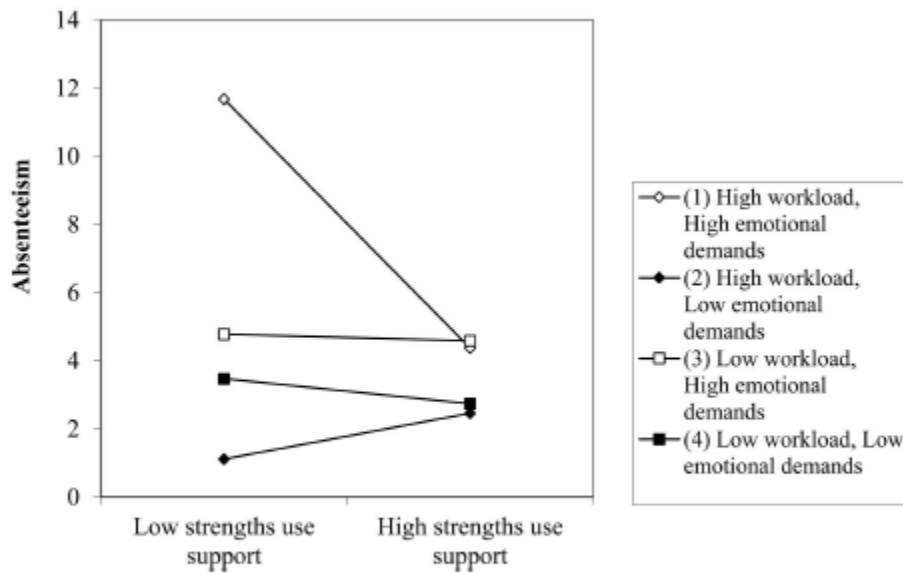 14
12
10
8
6
4
2
0
Absenteeism
Low strengths use
support
High strengths use
support
(1) High workload,
High emotional
demands
(2) High workload,
Low emotional
demands
(3) Low workload,
High emotional
demands
(4) Low workload, Low
emotional demands